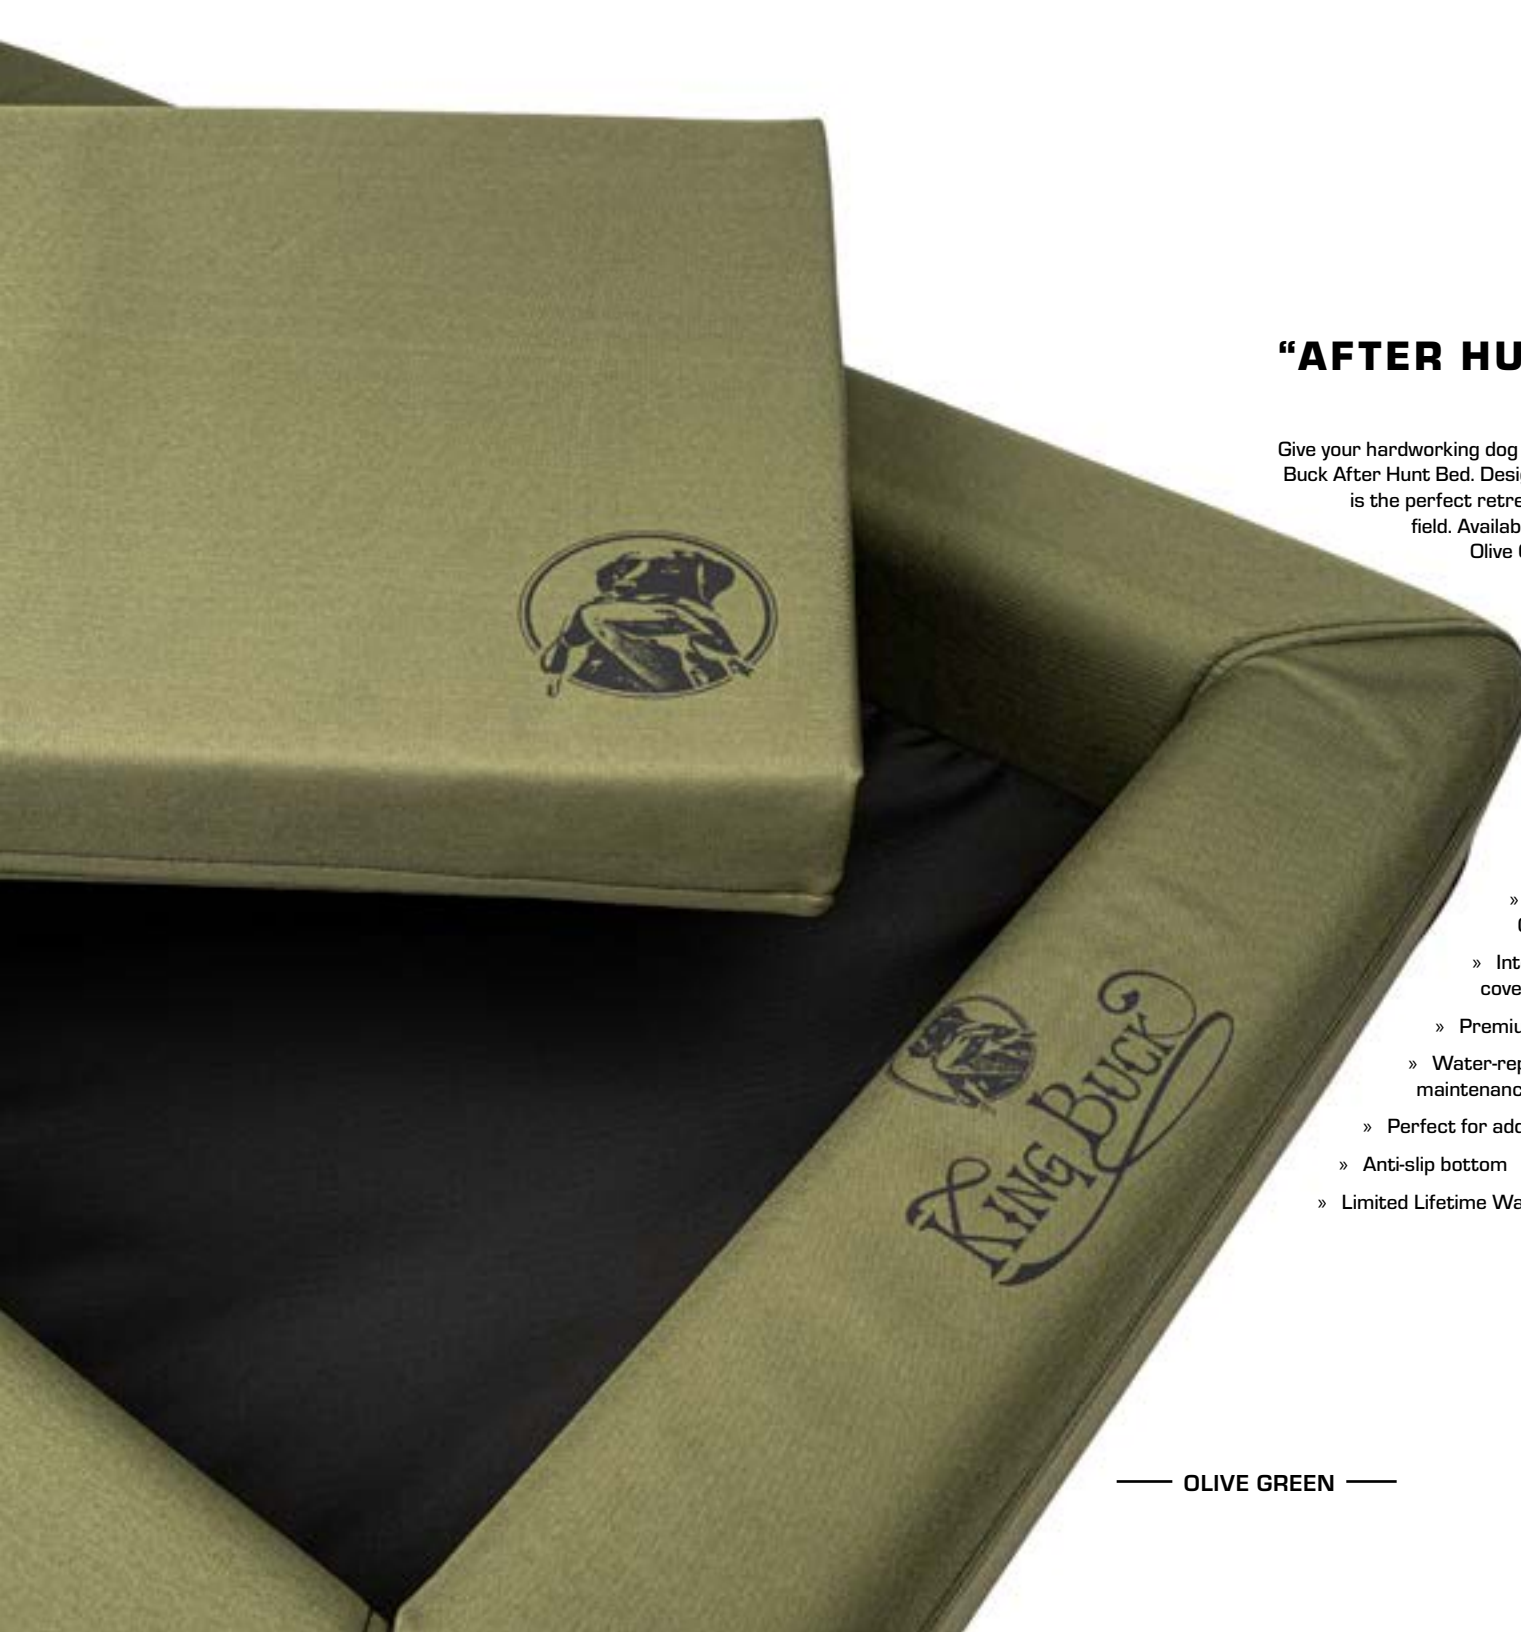 “AFTER HU
Give your hardworking dog
Buck After Hunt Bed. Desi
is the perfect retre
field. Availab
Olive
»
» Int
cove
» Premiu
» Water-rep
maintenanc
» Perfect for add
» Anti-slip bottom
» Limited Lifetime Wa
KING BUCK
OLIVE GREEN